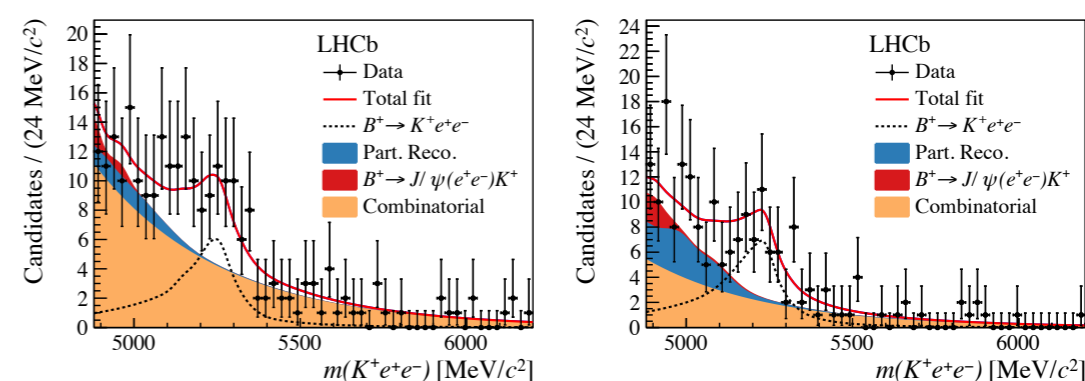 Candidates / (24 MeV/c²)
20
18
16
14
12
10
8
6
4
2
0
LHCb
Data
Total fit
B⁺→ K⁺e⁺e⁻
Part. Reco.
B⁺→ J/ ψ(e⁺e⁻)K⁺
Combinatorial
5000
5500
6000
m(K⁺e⁺e⁻) [MeV/c²]
Candidates / (24 MeV/c²)
24
22
20
18
16
14
12
10
8
6
4
2
0
LHCb
Data
Total fit
B⁺→ K⁺e⁺e⁻
Part. Reco.
B⁺→ J/ ψ(e⁺e⁻)K⁺
Combinatorial
5000
5500
6000
m(K⁺e⁺e⁻) [MeV/c²]